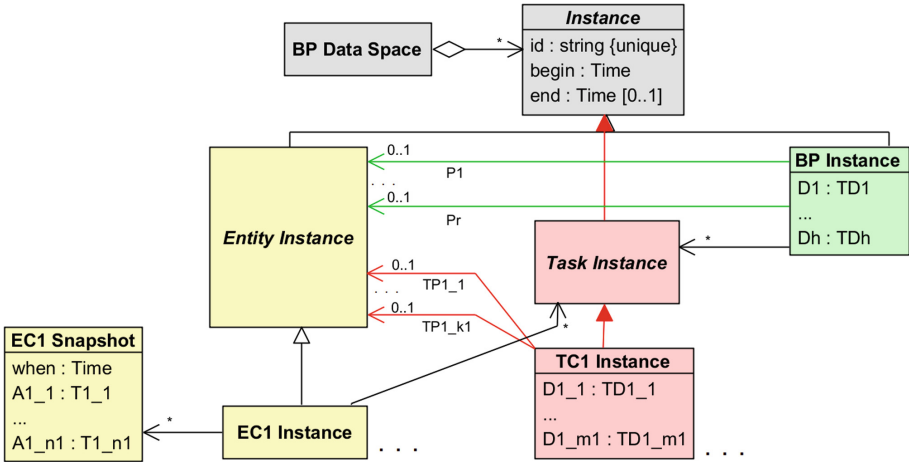 Instance
BP Data Space
*
id : string {unique}
begin : Time
end : Time [0..1]
0..1
P1
. . .
0..1
Pr
BP Instance
D1 : TD1
...
Dh : TDh
Entity Instance
Task Instance
*
0..1
TP1_1
. . .
0..1
TP1_k1
*
EC1 Snapshot
when : Time
A1_1 : T1_1
...
A1_n1 : T1_n1
*
EC1 Instance
. . .
TC1 Instance
D1_1 : TD1_1
...
D1_m1 : TD1_m1
. . .